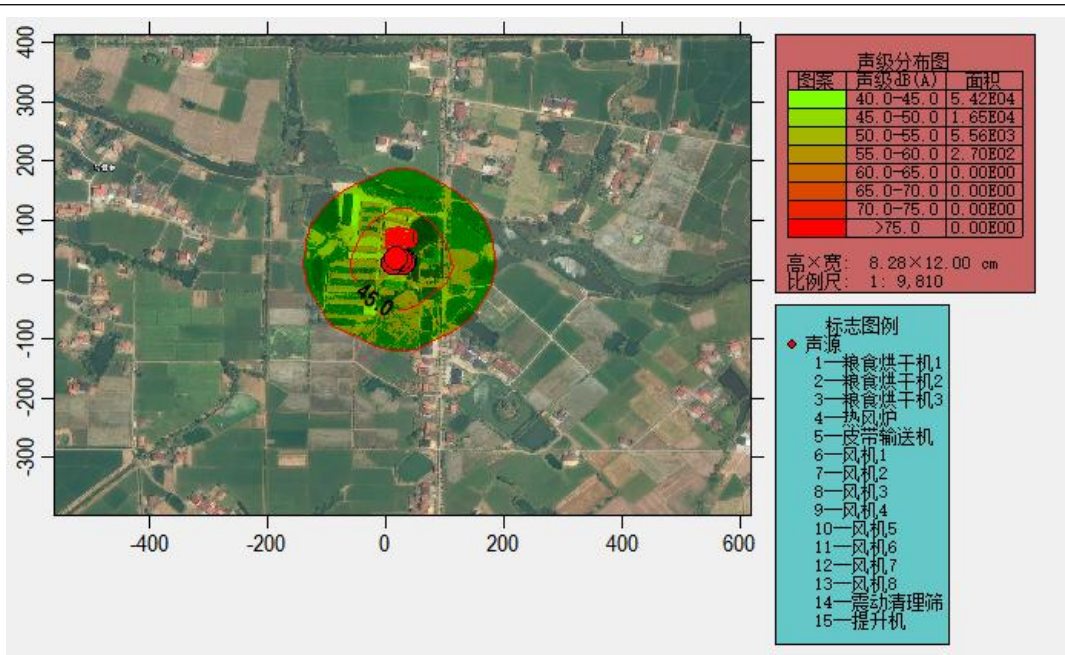 400
300
200
100
0
-100
-200
-300
-400
-200
0
200
400
600
45.0
声级分布图
图案 声级dB(A) 面积
40.0-45.0 5.42E04
45.0-50.0 1.65E04
50.0-55.0 5.56E03
55.0-60.0 2.70E02
60.0-65.0 0.00E00
65.0-70.0 0.00E00
70.0-75.0 0.00E00
>75.0 0.00E00
高×宽: 8.28×12.00 cm
比例尺: 1: 9,810
标志图例
声源
1—粮食烘干机1
2—粮食烘干机2
3—粮食烘干机3
4—热风炉
5—皮带输送机
6—风机1
7—风机2
8—风机3
9—风机4
10—风机5
11—风机6
12—风机7
13—风机8
14—震动清理筛
15—提升机